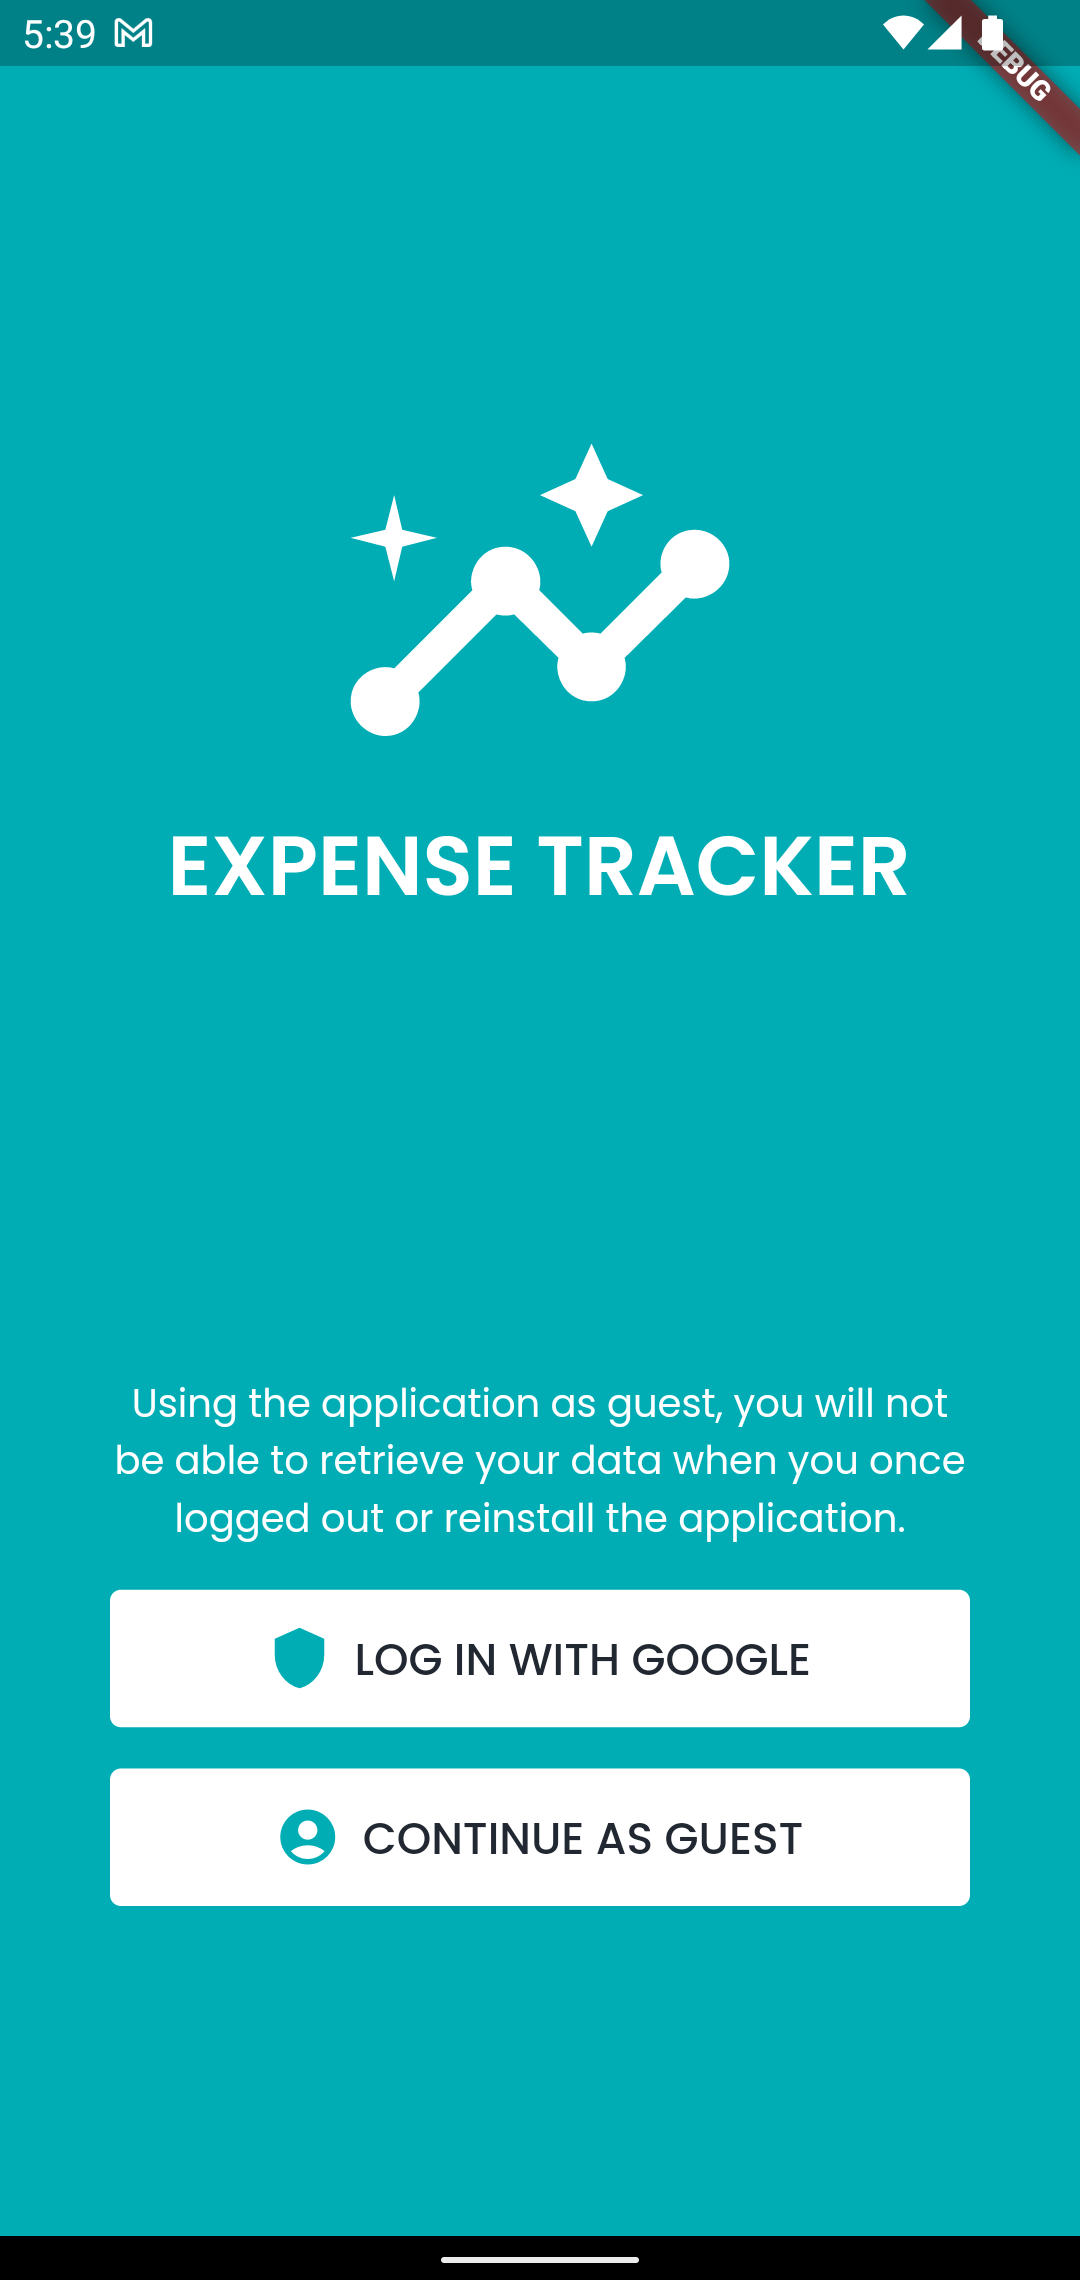 5:39
DEBUG
EXPENSE TRACKER
Using the application as guest, you will not
be able to retrieve your data when you once
logged out or reinstall the application.
LOG IN WITH GOOGLE
CONTINUE AS GUEST